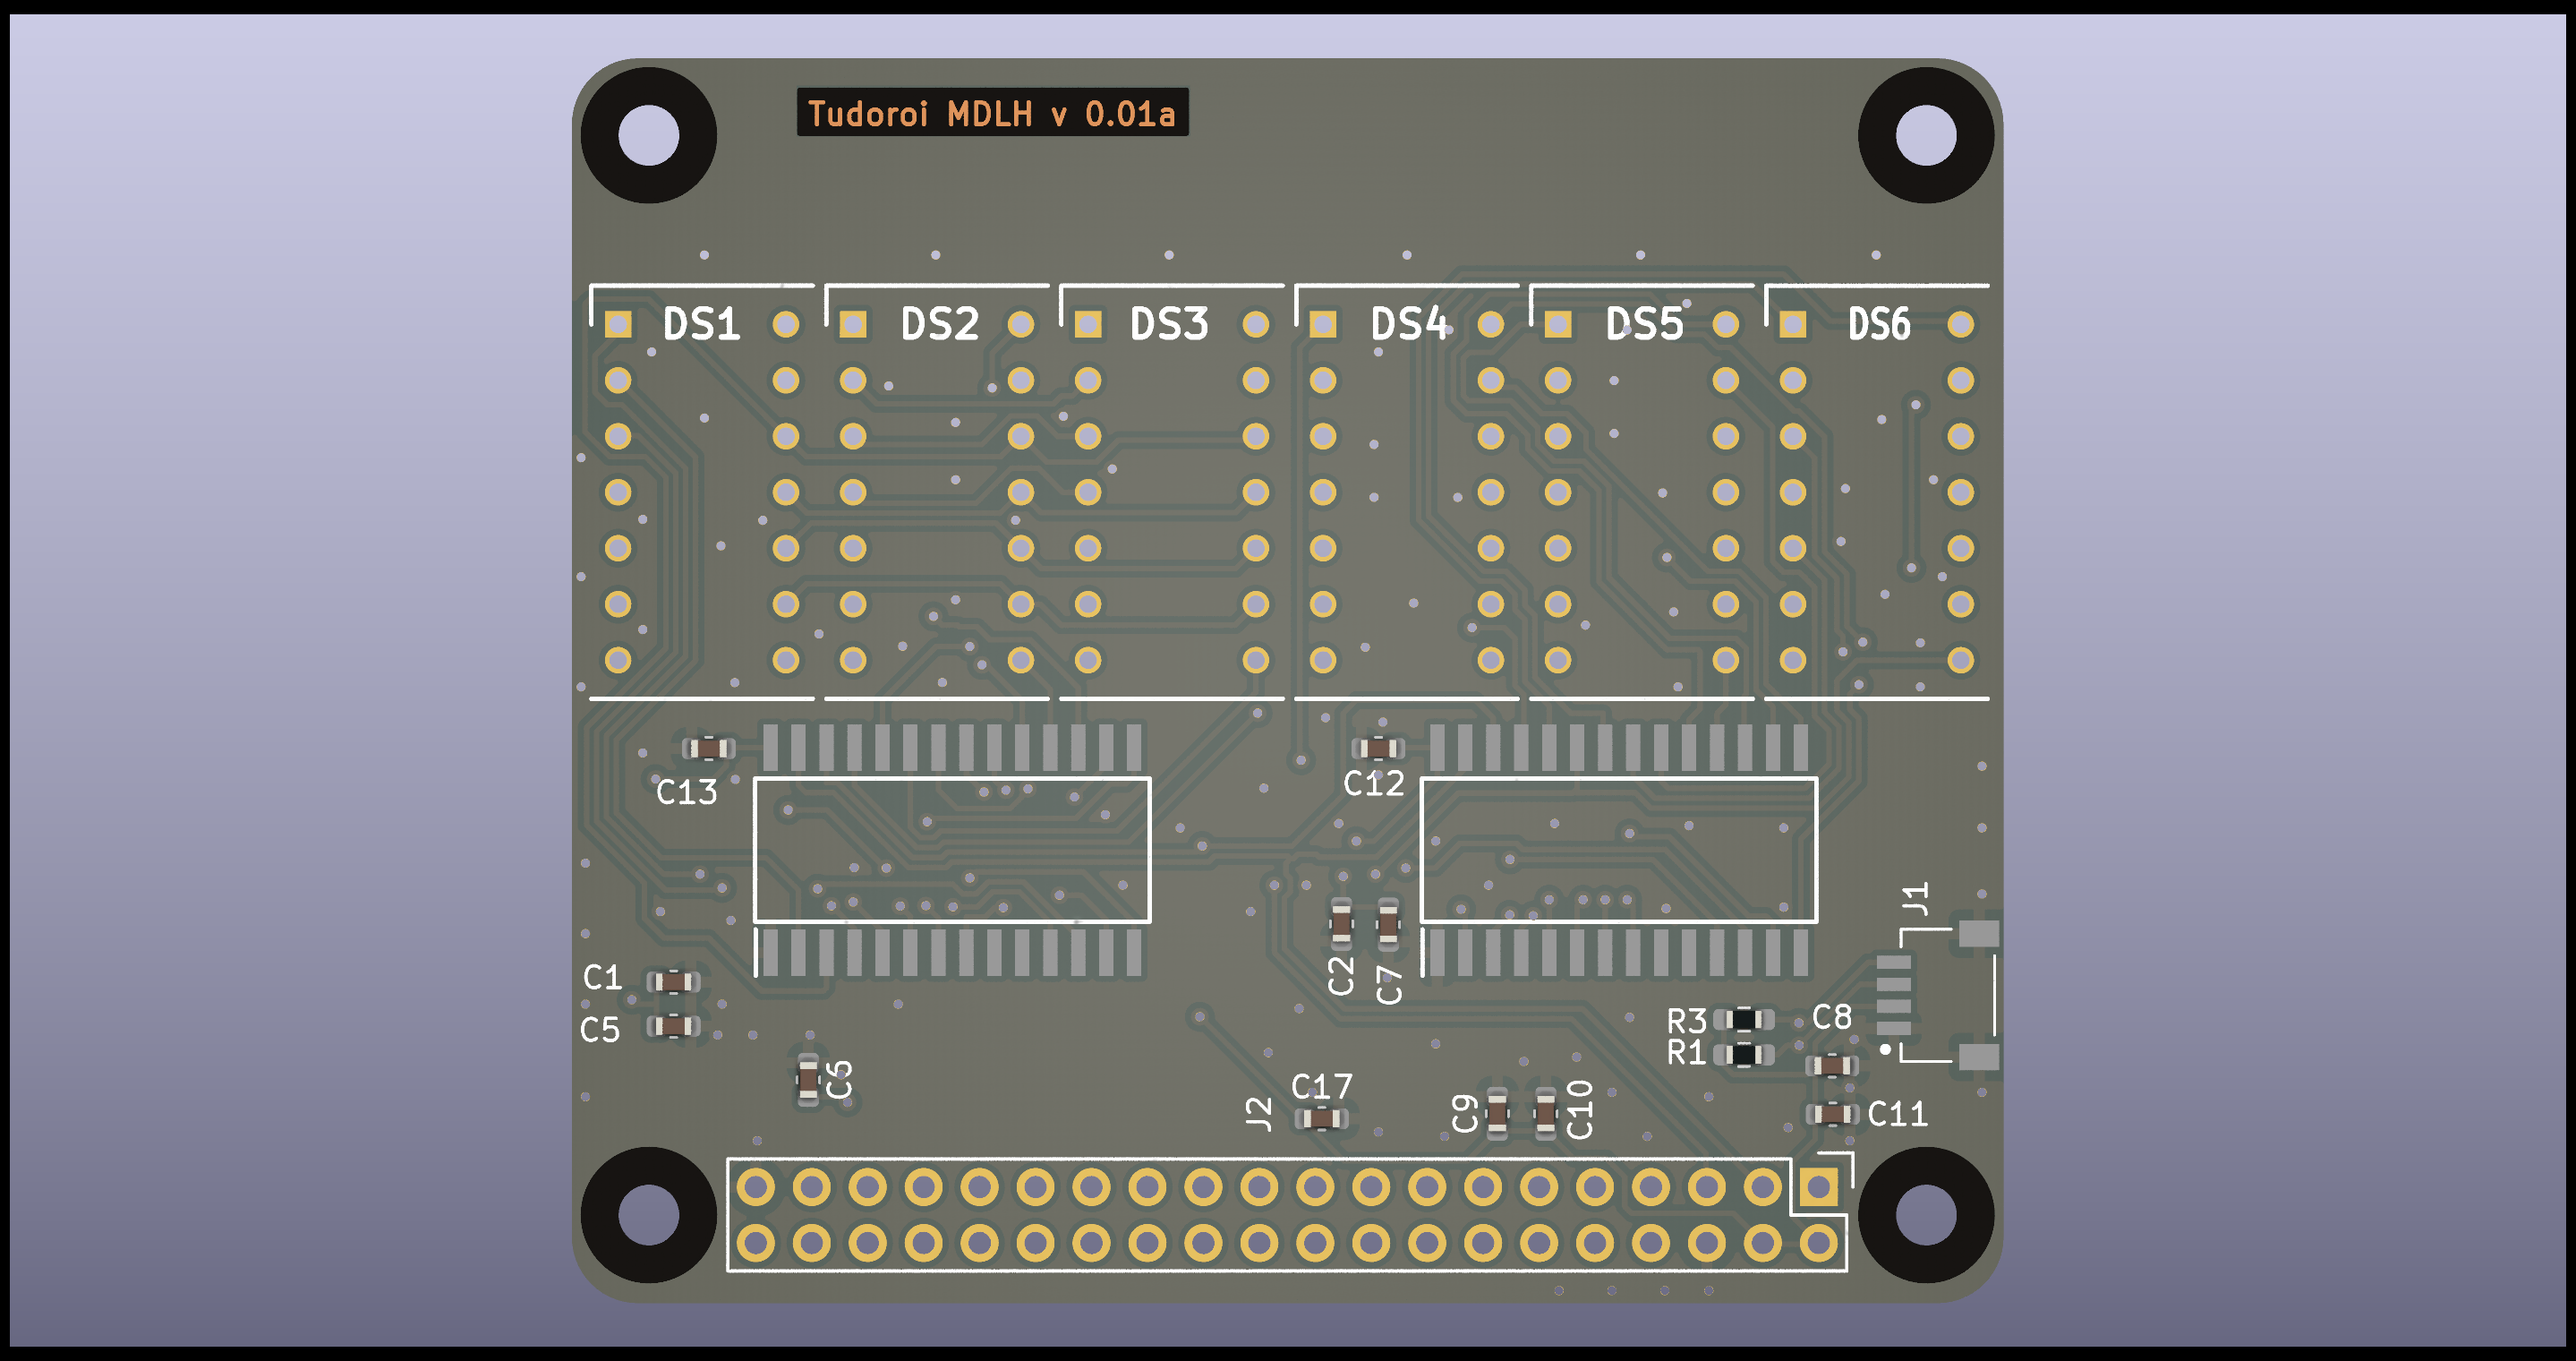 Tudoroi MDLH v 0.01a
DS1 DS2 DS3 DS4 DS5 DS6
C13 C12
J1
C1 C2 C7
C5 R3 C8
R1
C6 C17 J2 C9 C10 C11